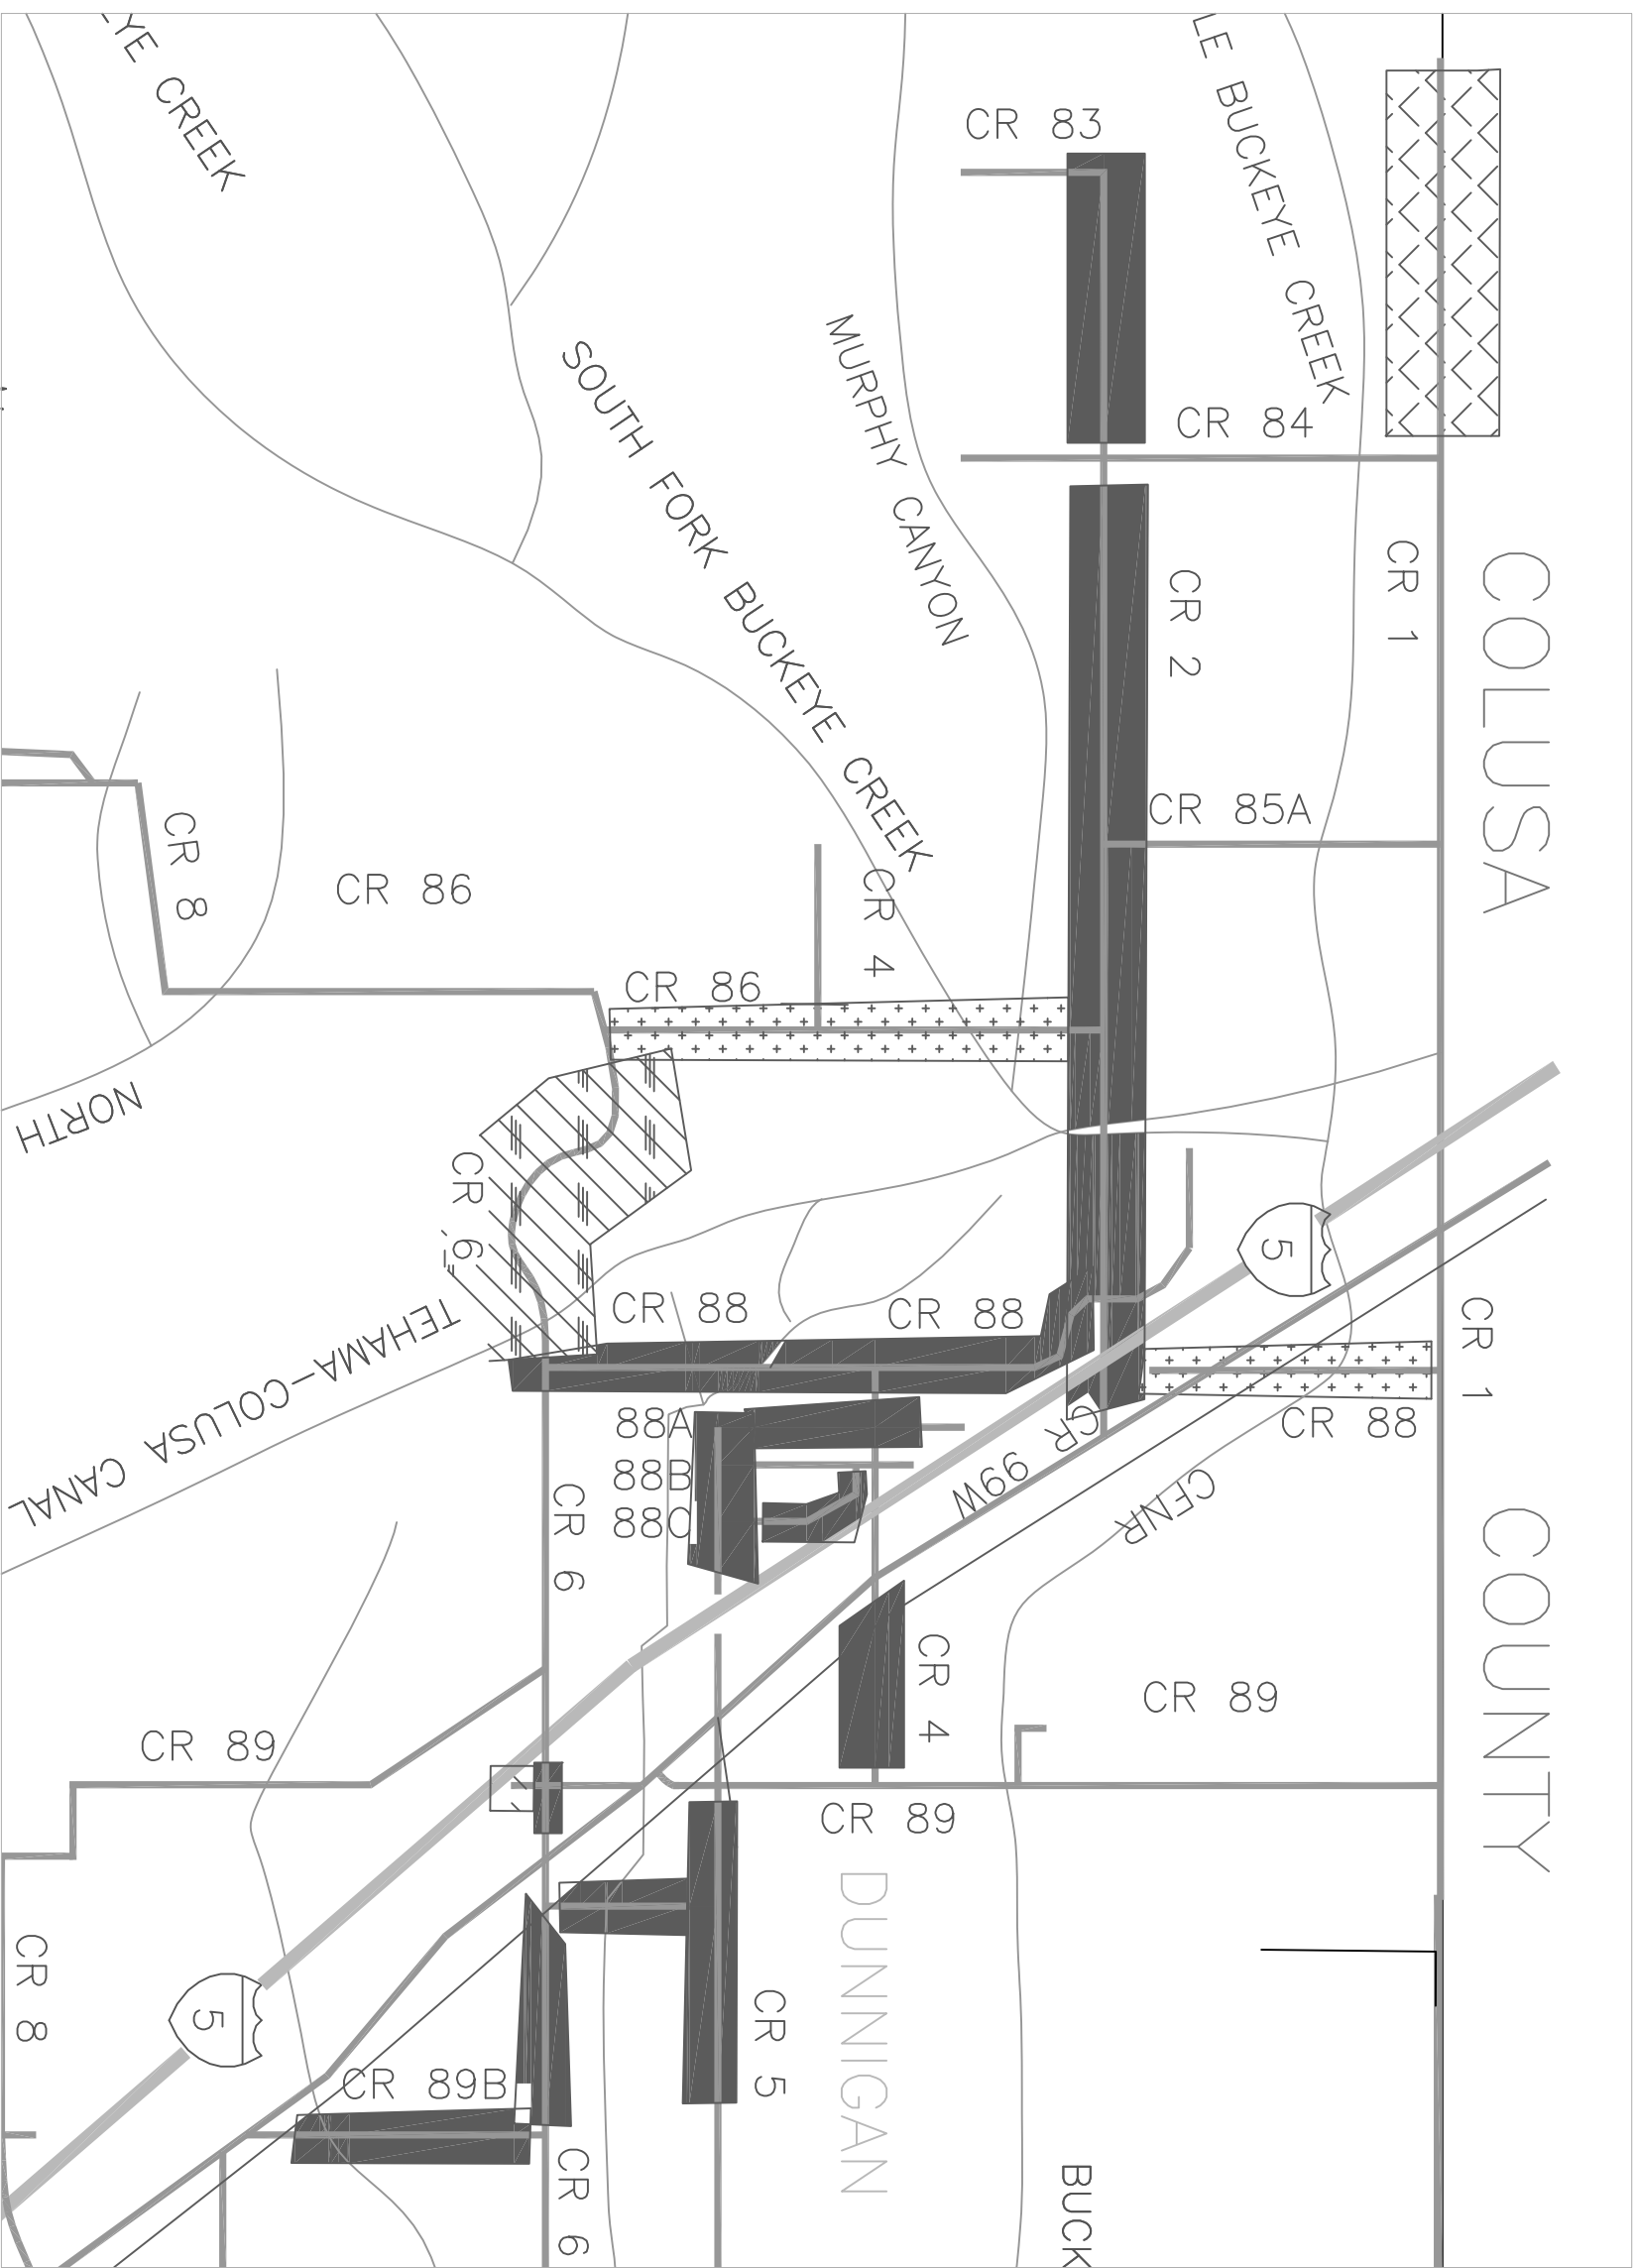 YE CREEK
LE BUCKEYE CREEK
CR 83
SOUTH FORK BUCKEYE CREEK
MURPHY CANYON
CR 84
CR 1
CR 2
COLUSA
CR 85A
CR 8
CR 86
CR 4
CR 86
NORTH
CR 6
5
TEHAMA-COLUSA CANAL
CR 88
CR 88
CR 1
CR 88
88A
88B
88C
CR 99W
CFNR
CR 6
COUNTY
CR 4
CR 89
CR 89
CR 89
DUNNIGAN
CR 8
5
CR 5
CR 89B
CR 6
BUCK